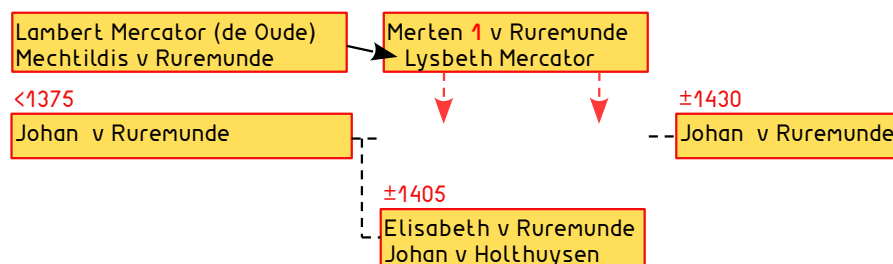 Lambert Mercator (de Oude)
Mechtildis v Ruremunde
Merten 1 v Ruremunde
Lysbeth Mercator
<1375
Johan v Ruremunde
±1430
Johan v Ruremunde
±1405
Elisabeth v Ruremunde
Johan v Holthuysen